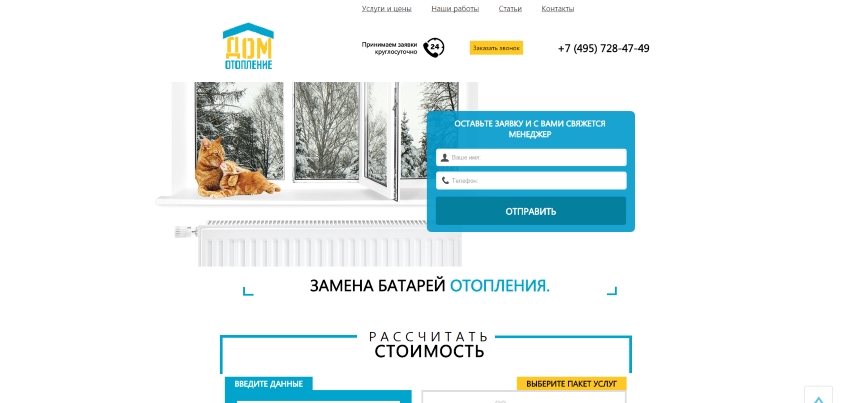 Услуги и цены Наши работы Статьи Контакты
ДОМ
ОТОПЛЕНИЕ
Принимаем заявки
круглосуточно
24
Заказать звонок
+7 (495) 728-47-49
ОСТАВЬТЕ ЗАЯВКУ И С ВАМИ СВЯЖЕТСЯ
МЕНЕДЖЕР
Ваше имя:
Телефон:
ОТПРАВИТЬ
ЗАМЕНА БАТАРЕЙ ОТОПЛЕНИЯ.
РАССЧИТАТЬ
СТОИМОСТЬ
ВВЕДИТЕ ДАННЫЕ
ВЫБЕРИТЕ ПАКЕТ УСЛУГ